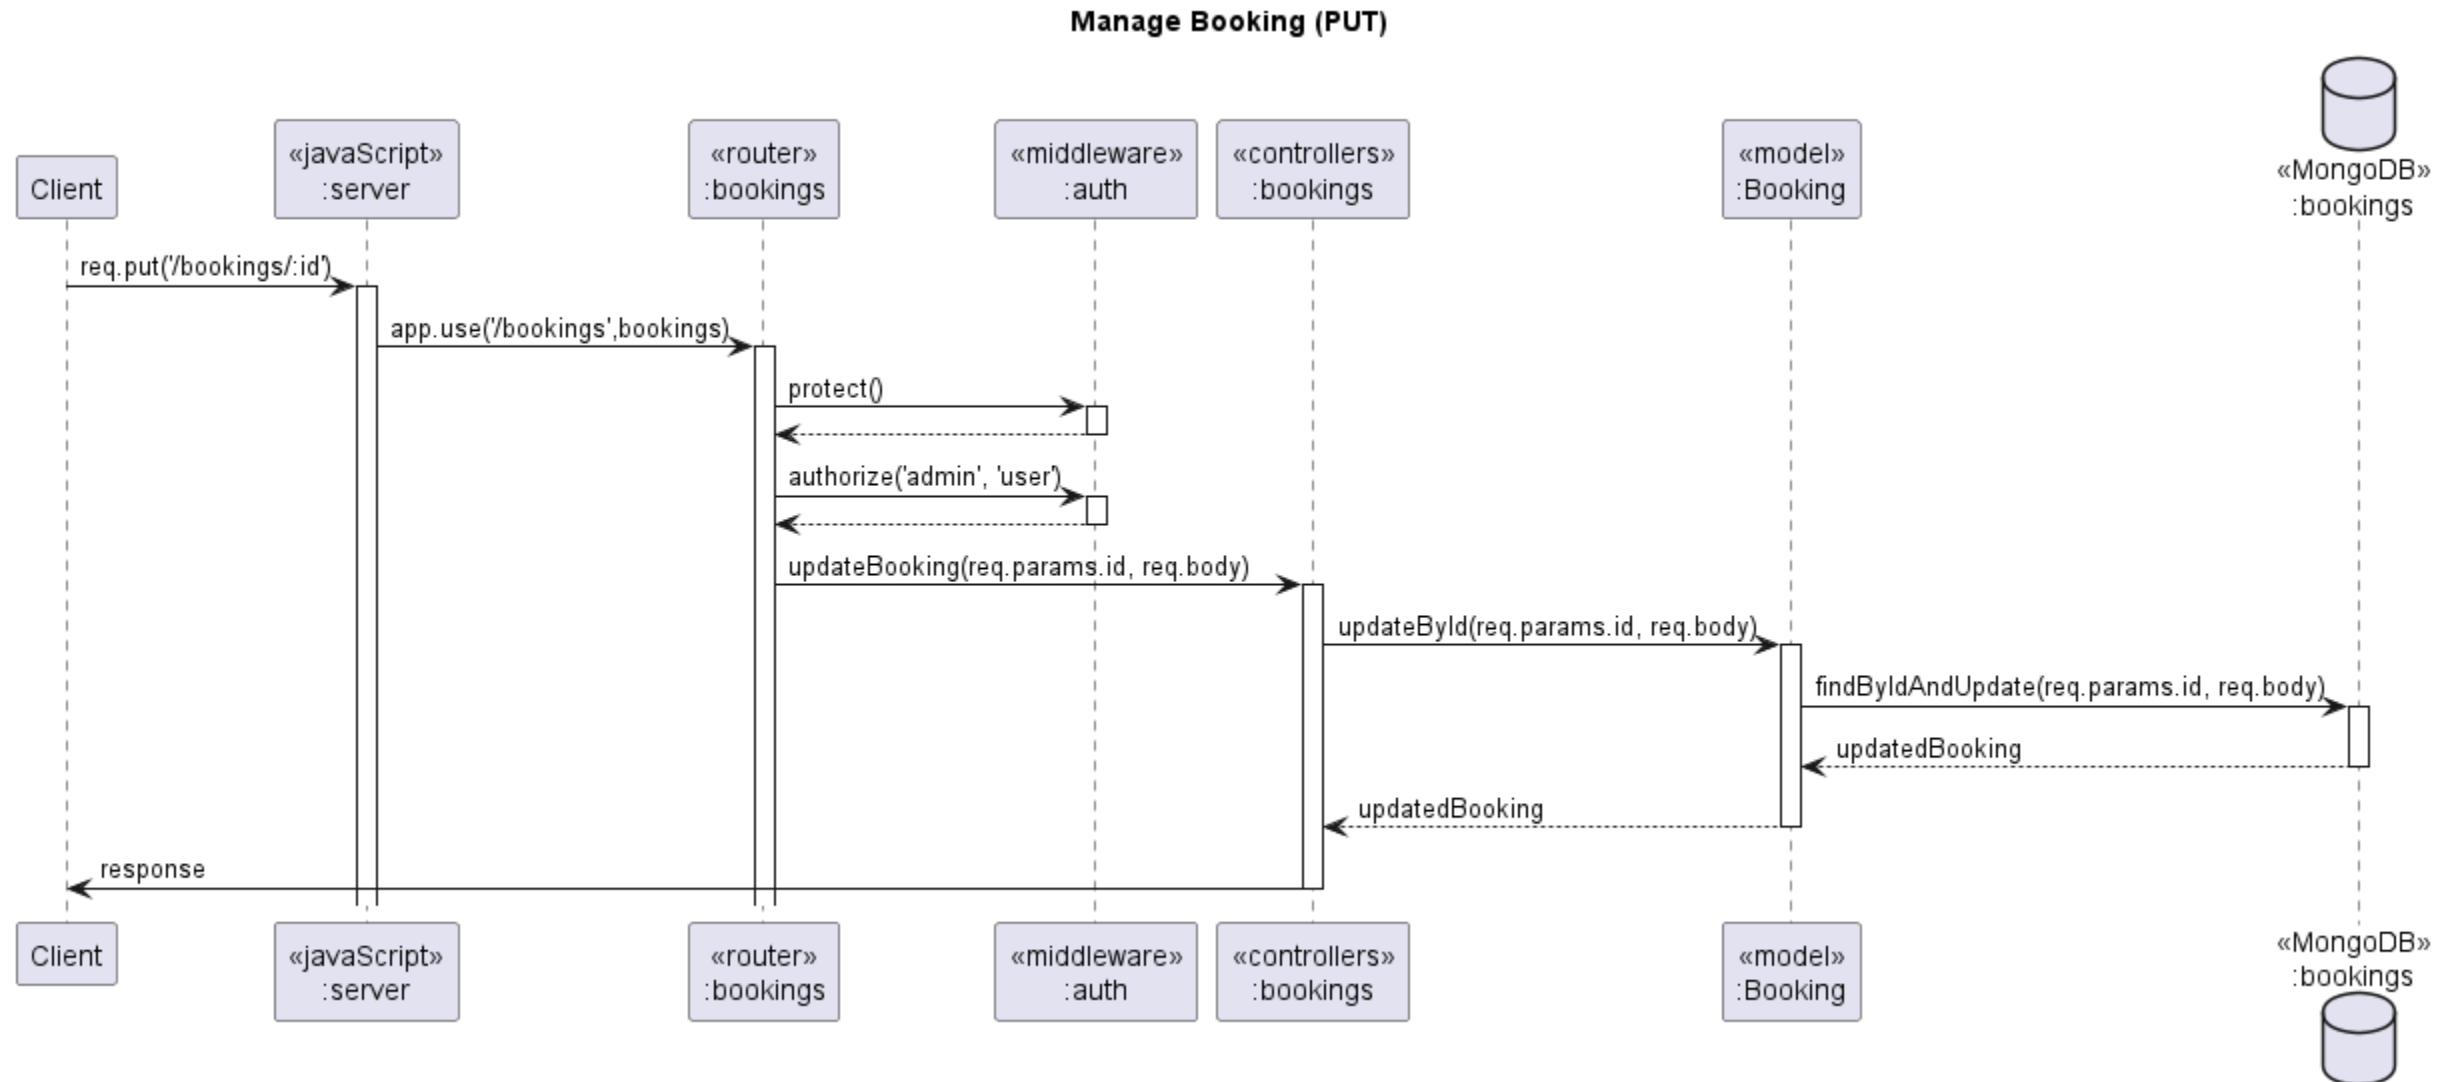 Manage Booking (PUT)
Client
«javaScript»
:server
«router»
:bookings
«middleware»
:auth
«controllers»
:bookings
«model»
:Booking
«MongoDB»
:bookings
req.put('/bookings/:id')
app.use('/bookings',bookings)
protect()
authorize('admin', 'user')
updateBooking(req.params.id, req.body)
updateById(req.params.id, req.body)
findByIdAndUpdate(req.params.id, req.body)
updatedBooking
updatedBooking
response
Client
«javaScript»
:server
«router»
:bookings
«middleware»
:auth
«controllers»
:bookings
«model»
:Booking
«MongoDB»
:bookings